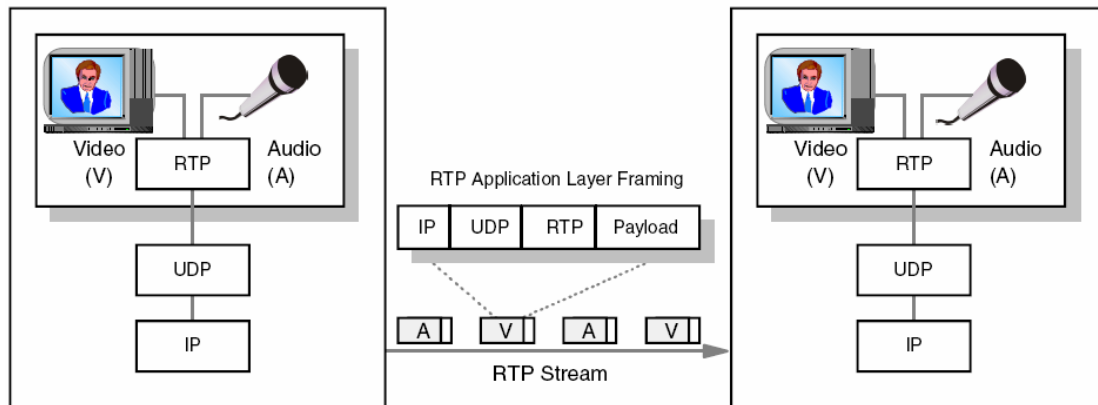 Video
(V)
RTP
Audio
(A)
UDP
IP
RTP Application Layer Framing
IP UDP RTP Payload
A V A V
RTP Stream
Video
(V)
RTP
Audio
(A)
UDP
IP